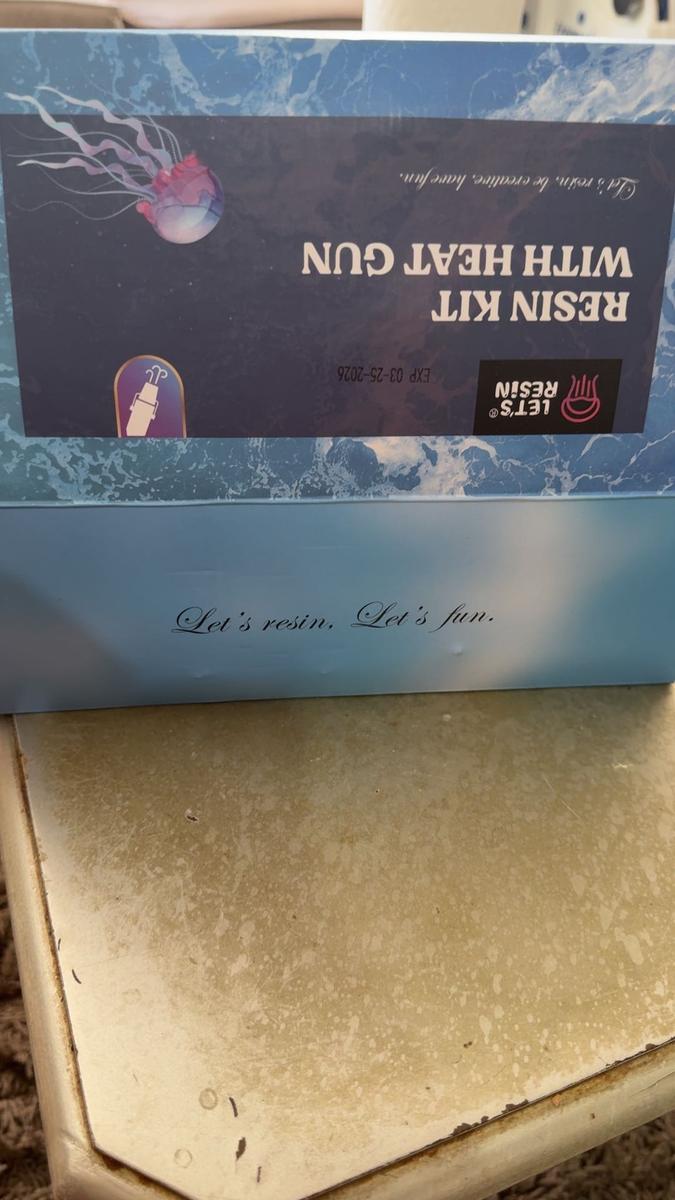 LET'S
RESIN®
EXP 03-25-2026
RESIN KIT
WITH HEAT GUN
Let's resin, be creative, have fun.
Let's resin, Let's fun.